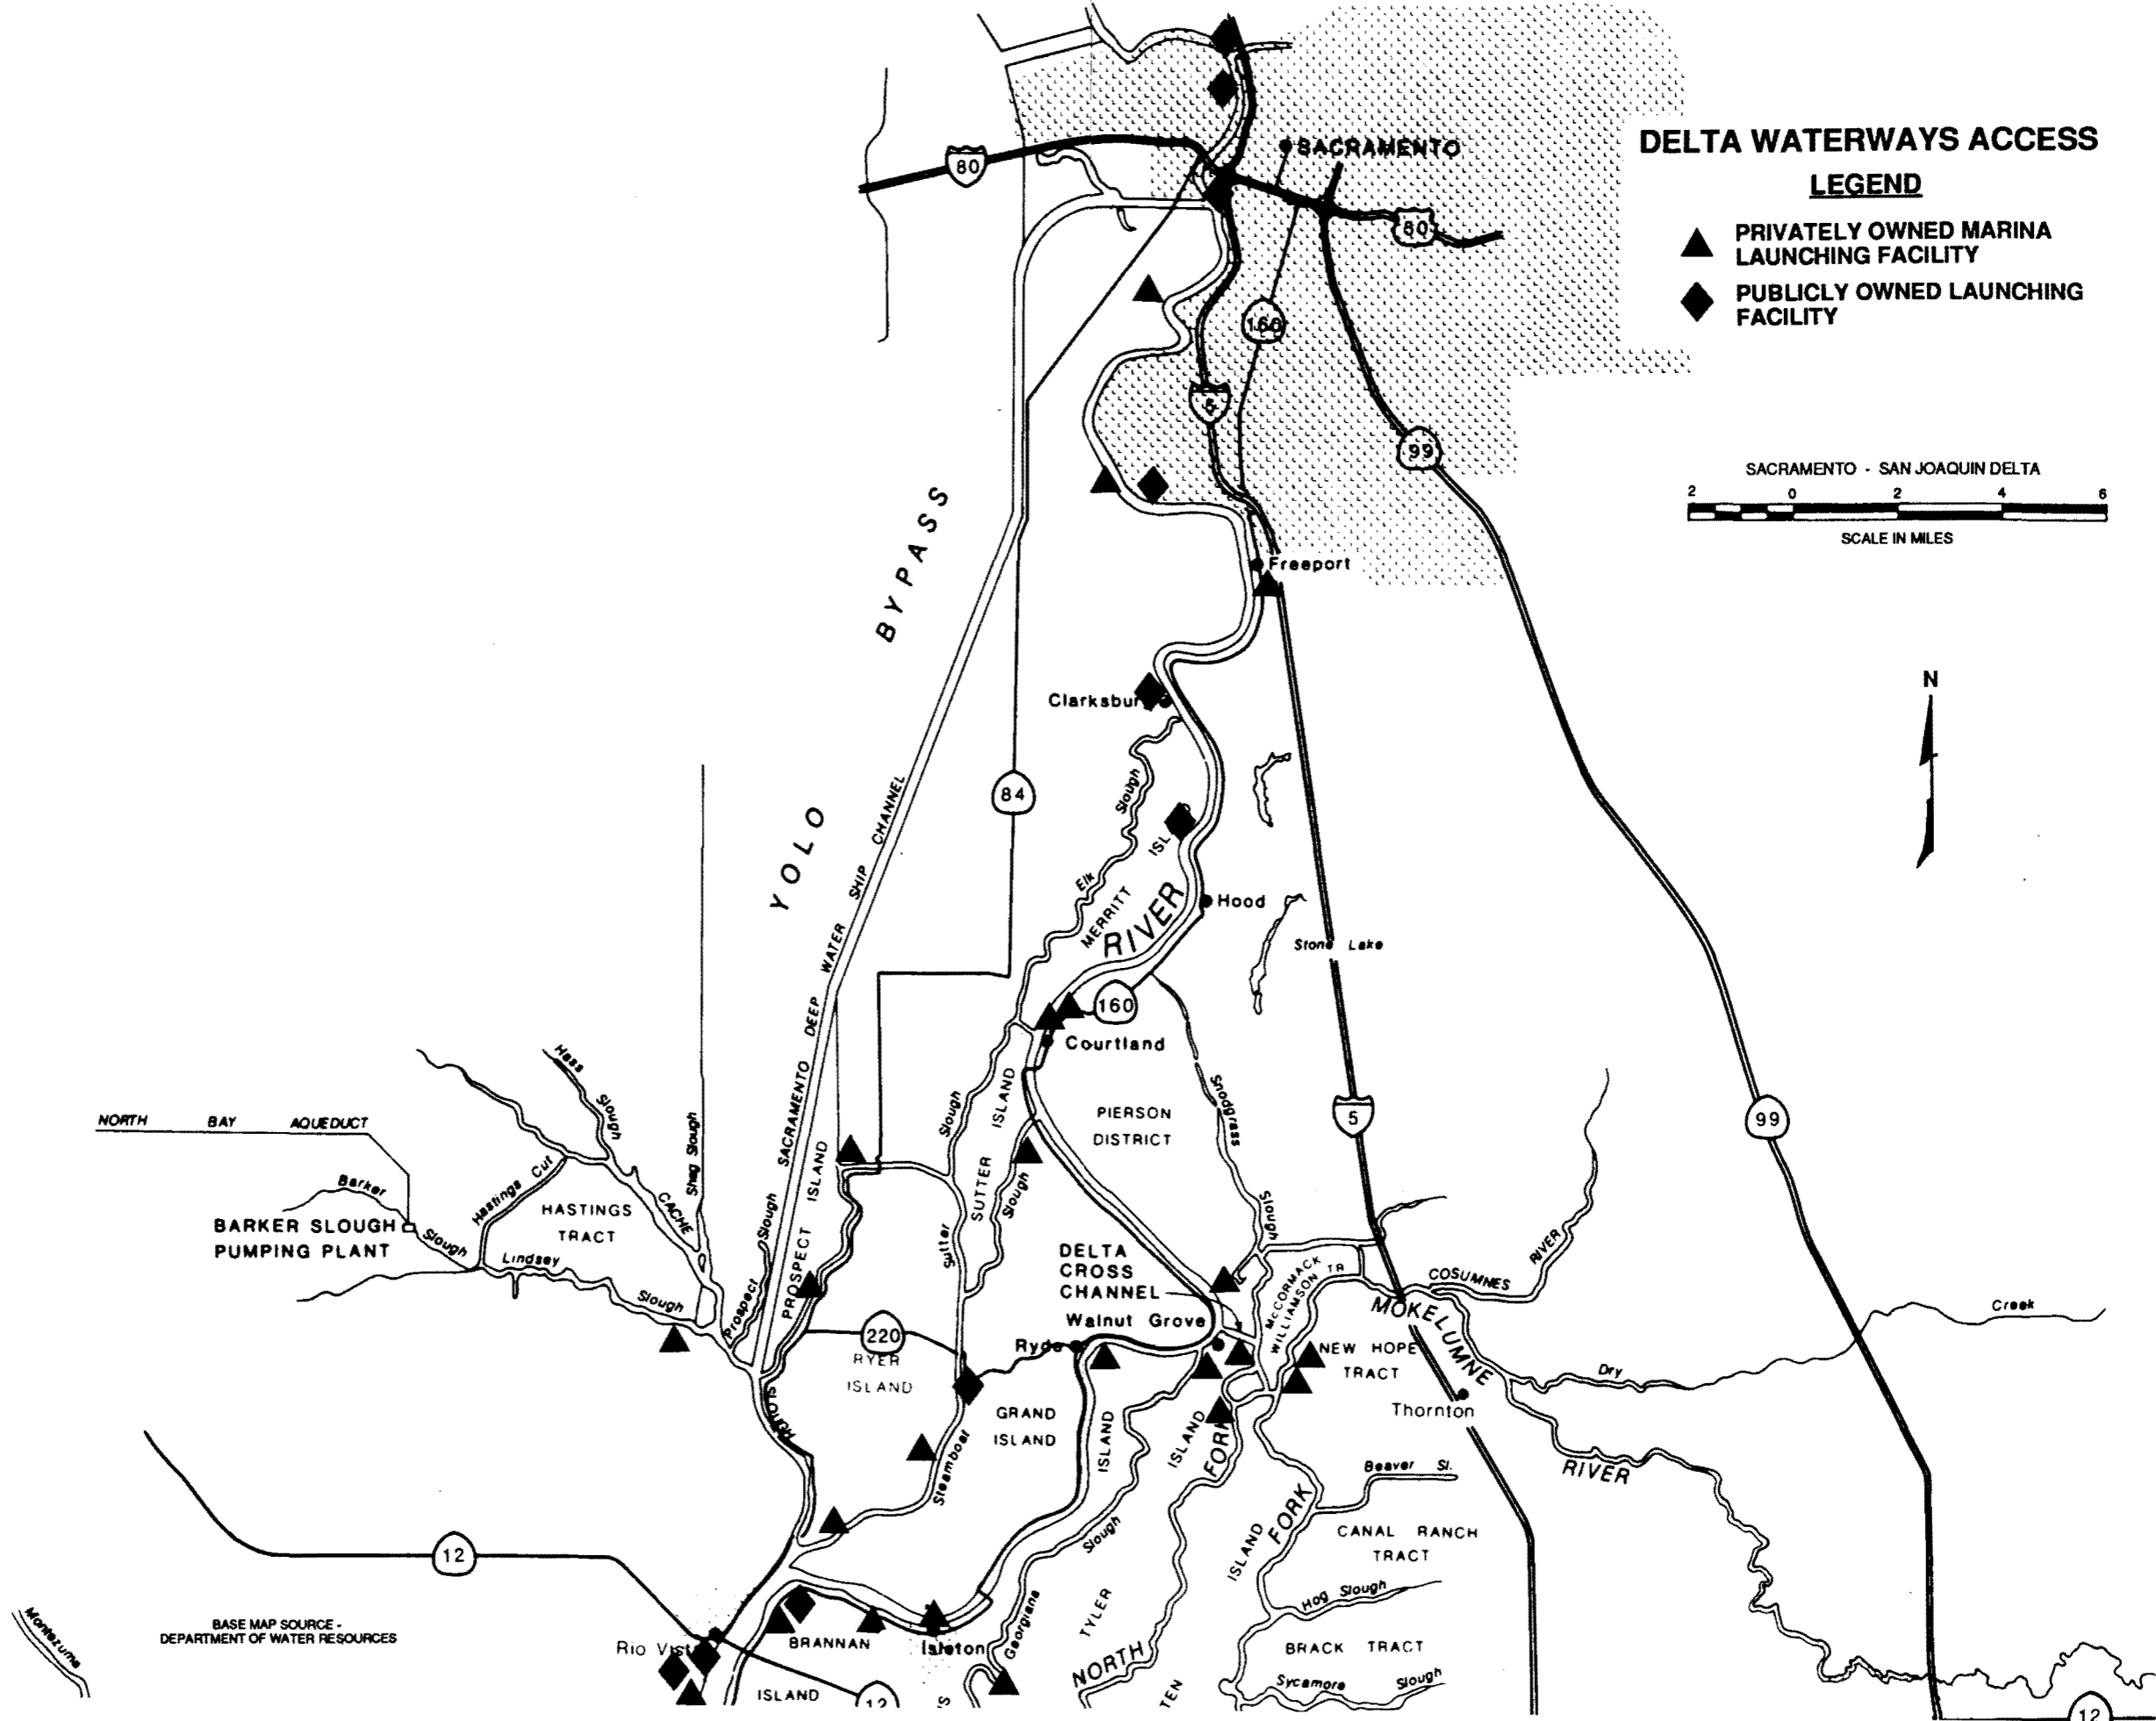 DELTA WATERWAYS ACCESS
LEGEND
PRIVATELY OWNED MARINA
LAUNCHING FACILITY
PUBLICLY OWNED LAUNCHING
FACILITY
SACRAMENTO - SAN JOAQUIN DELTA
2 0 2 4 6
SCALE IN MILES
N
80
SACRAMENTO
80
160
5
99
Freeport
YOLO BYPASS
Clarksburg
84
SACRAMENTO DEEP WATER SHIP CHANNEL
Elk Slough
MERRITT ISL
RIVER
Hood
Stone Lake
160
Courtland
PIERSON
DISTRICT
Snodgrass Slough
5
99
Hass Slough
Shag Slough
NORTH BAY AQUEDUCT
Barker Slough
BARKER SLOUGH
PUMPING PLANT
Hastings Cut
HASTINGS
TRACT
CACHE
Lindsey Slough
Prospect Slough
PROSPECT ISLAND
SLOUGH
Sutter Slough
SUTTER ISLAND
Slough
DELTA
CROSS
CHANNEL
Walnut Grove
McCORMACK
WILLIAMSON TR
COSUMNES RIVER
MOKELUMNE
RIVER
Dry Creek
220
RYER
ISLAND
Ryde
NEW HOPE
TRACT
Thornton
GRAND
ISLAND
Steamboat
ISLAND
ISLAND
FORK
Beaver Sl.
CANAL RANCH
TRACT
ISLAND
FORK
Hog Slough
BRACK TRACT
Sycamore Slough
12
Montezuma
BASE MAP SOURCE -
DEPARTMENT OF WATER RESOURCES
Rio Vista
BRANNAN
ISLAND
Isleton
12
Georgiana Slough
TYLER
NORTH
TEN
S
12